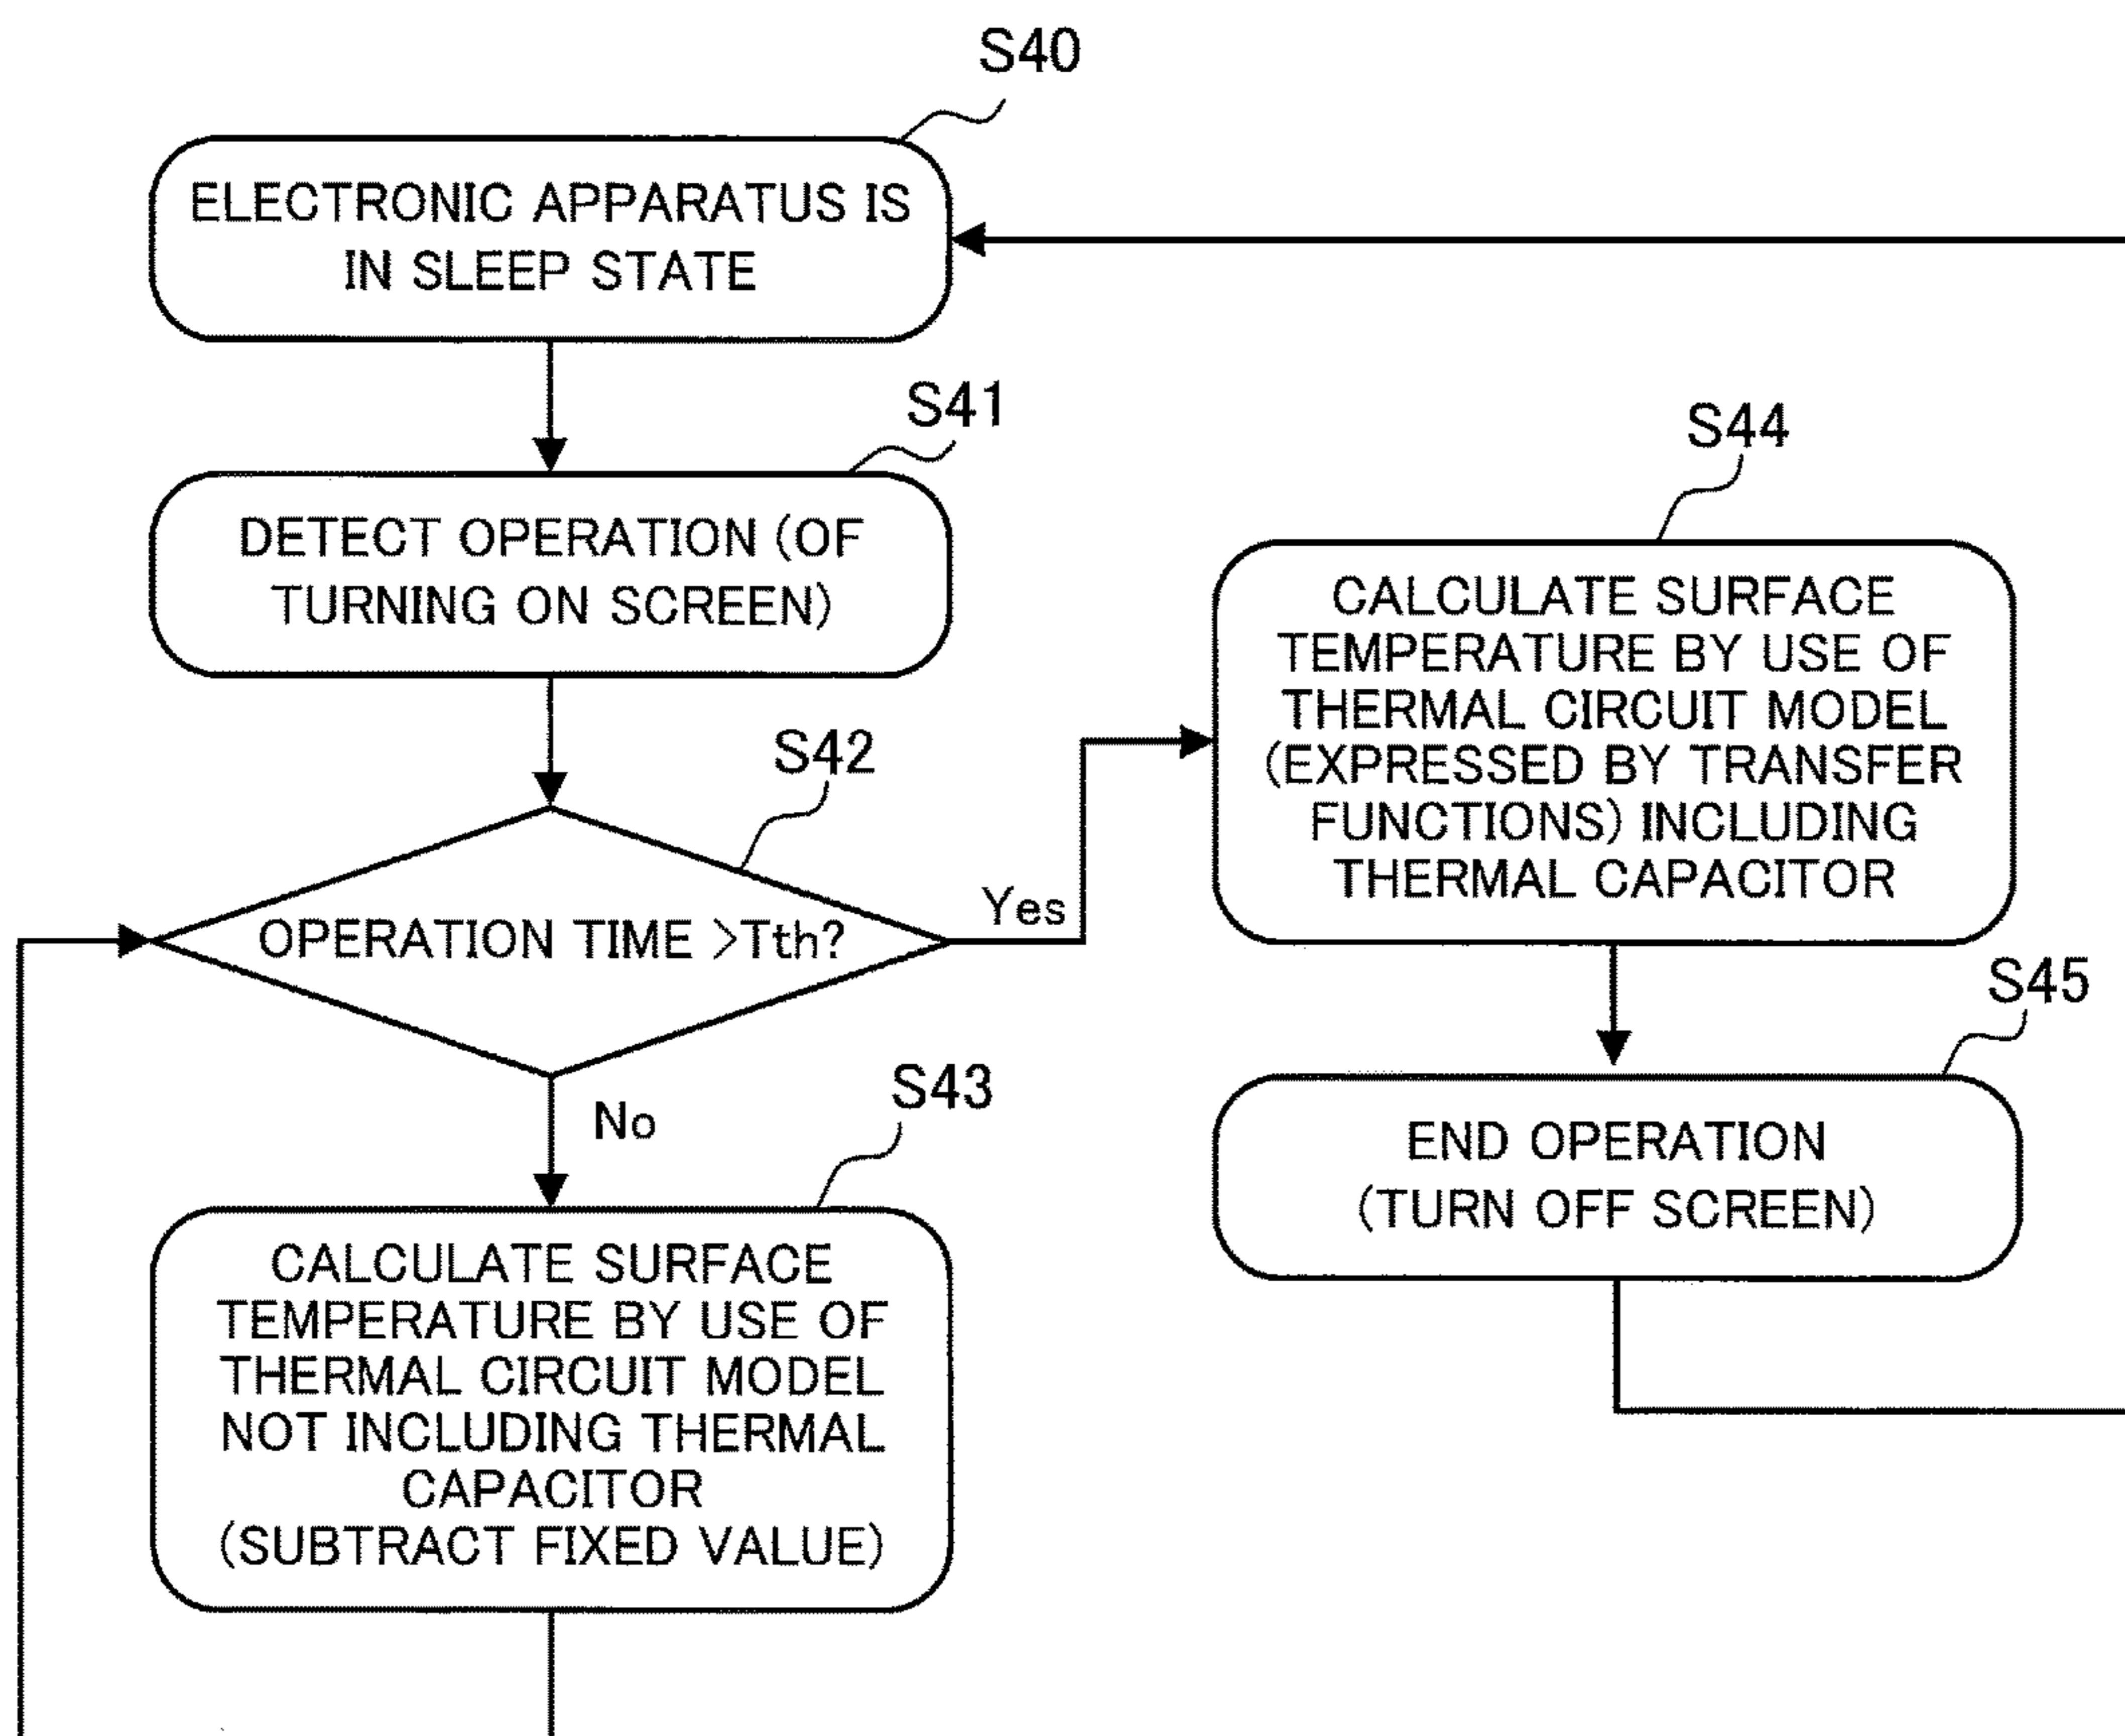 S40
ELECTRONIC APPARATUS IS
IN SLEEP STATE
S41
DETECT OPERATION (OF
TURNING ON SCREEN)
S42
OPERATION TIME >Tth?
Yes
No
S43
CALCULATE SURFACE
TEMPERATURE BY USE OF
THERMAL CIRCUIT MODEL
NOT INCLUDING THERMAL
CAPACITOR
(SUBTRACT FIXED VALUE)
S44
CALCULATE SURFACE
TEMPERATURE BY USE OF
THERMAL CIRCUIT MODEL
(EXPRESSED BY TRANSFER
FUNCTIONS) INCLUDING
THERMAL CAPACITOR
S45
END OPERATION
(TURN OFF SCREEN)